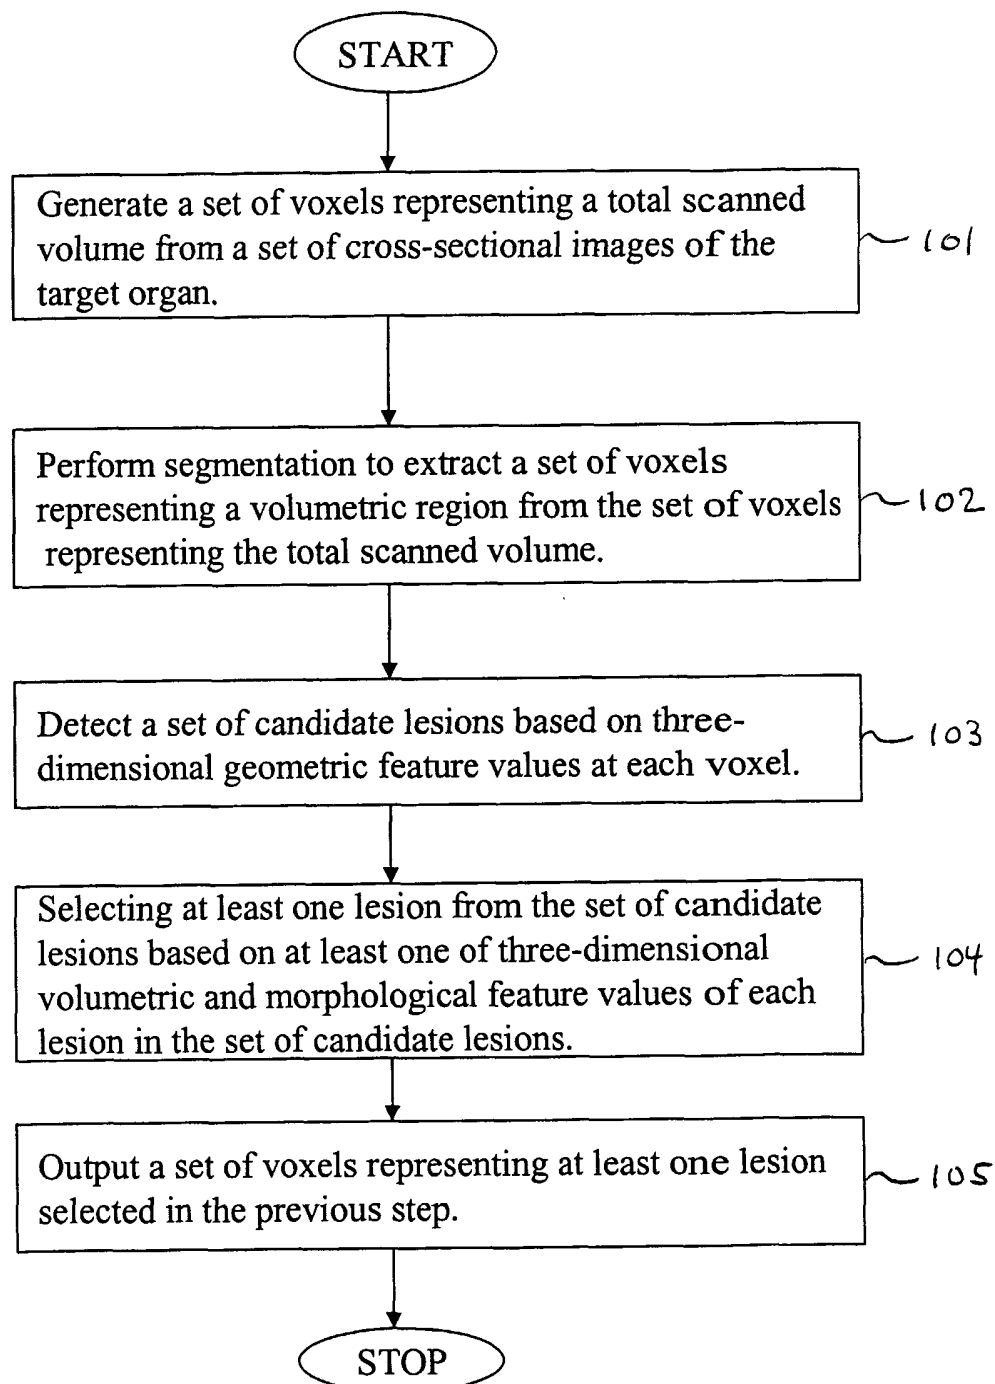 START
Generate a set of voxels representing a total scanned
volume from a set of cross-sectional images of the
target organ.
101
Perform segmentation to extract a set of voxels
representing a volumetric region from the set of voxels
representing the total scanned volume.
102
Detect a set of candidate lesions based on three-
dimensional geometric feature values at each voxel.
103
Selecting at least one lesion from the set of candidate
lesions based on at least one of three-dimensional
volumetric and morphological feature values of each
lesion in the set of candidate lesions.
104
Output a set of voxels representing at least one lesion
selected in the previous step.
105
STOP